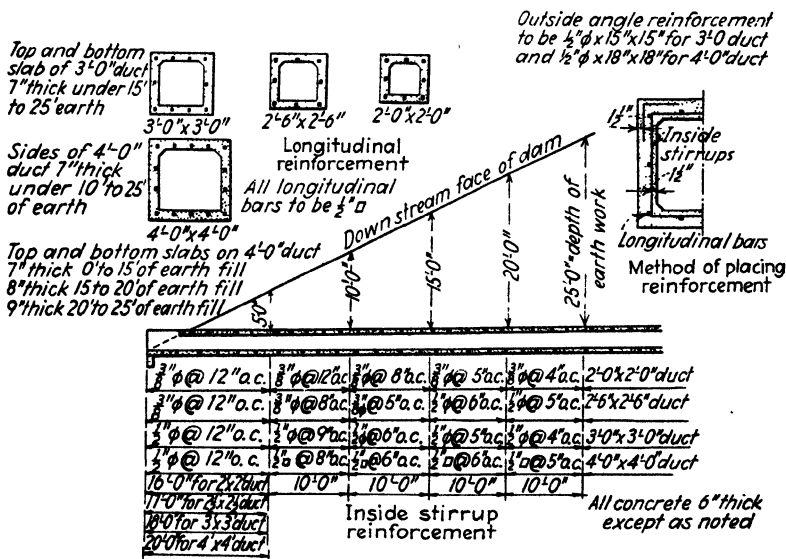 Outside angle reinforcement
to be ½"φx15"x15"for 3'-0 duct
and ½"φx18"x18"for 4'-0"duct
Top and bottom
slab of 3'-0"duct
7"thick under 15'
to 25'earth
3'-0"x3'-0"
2'-6"x2'-6"
2'-0"x2'-0"
Longitudinal
reinforcement
All longitudinal
bars to be ½"□
Sides of 4'-0"
duct 7"thick
under 10'to 25'
of earth
4'-0"x4'-0"
Top and bottom slabs on 4'-0"duct
7"thick 0'to 15'of earth fill
8"thick 15 to 20'of earth fill
9"thick 20'to 25'of earth fill
Down stream face of dam
50"
10'-0"
15'-0"
20'-0"
25'-0"=depth of
earth work
1½"
Inside
stirrups
1½"
Longitudinal bars
Method of placing
reinforcement
⅜"φ@ 12"o.c. ⅜"φ@12"o.c. ⅜"φ@ 8"o.c. ⅜"φ@ 5"o.c. ⅜"φ@4"o.c. 2'-0"x2'-0"duct
⅜"φ@ 12"o.c. ⅜"φ@8"o.c. ⅜"φ@5"o.c. ½"φ@6"o.c. ½"φ@ 5"o.c. 2'-6"x2'-6"duct
½"φ@ 12"o.c. ½"φ@9"o.c. ½"φ@6"o.c. ½"φ@5"o.c. ½"φ@4"o.c. 3'-0"x3'-0"duct
½"φ@ 12"o.c. ½"□@ 8"o.c. ½"□@6"o.c. ½"□@6"o.c. ½"□@5"o.c. 4'-0"x4'-0"duct
16'-0"for 2'x2'duct 10'-0" 10'-0" 10'-0" 10'-0"
17'-0"for 2½'x2½'duct
18'-0"for 3'x3'duct
20'-0"for 4'x4'duct
Inside stirrup
reinforcement
All concrete 6"thick
except as noted